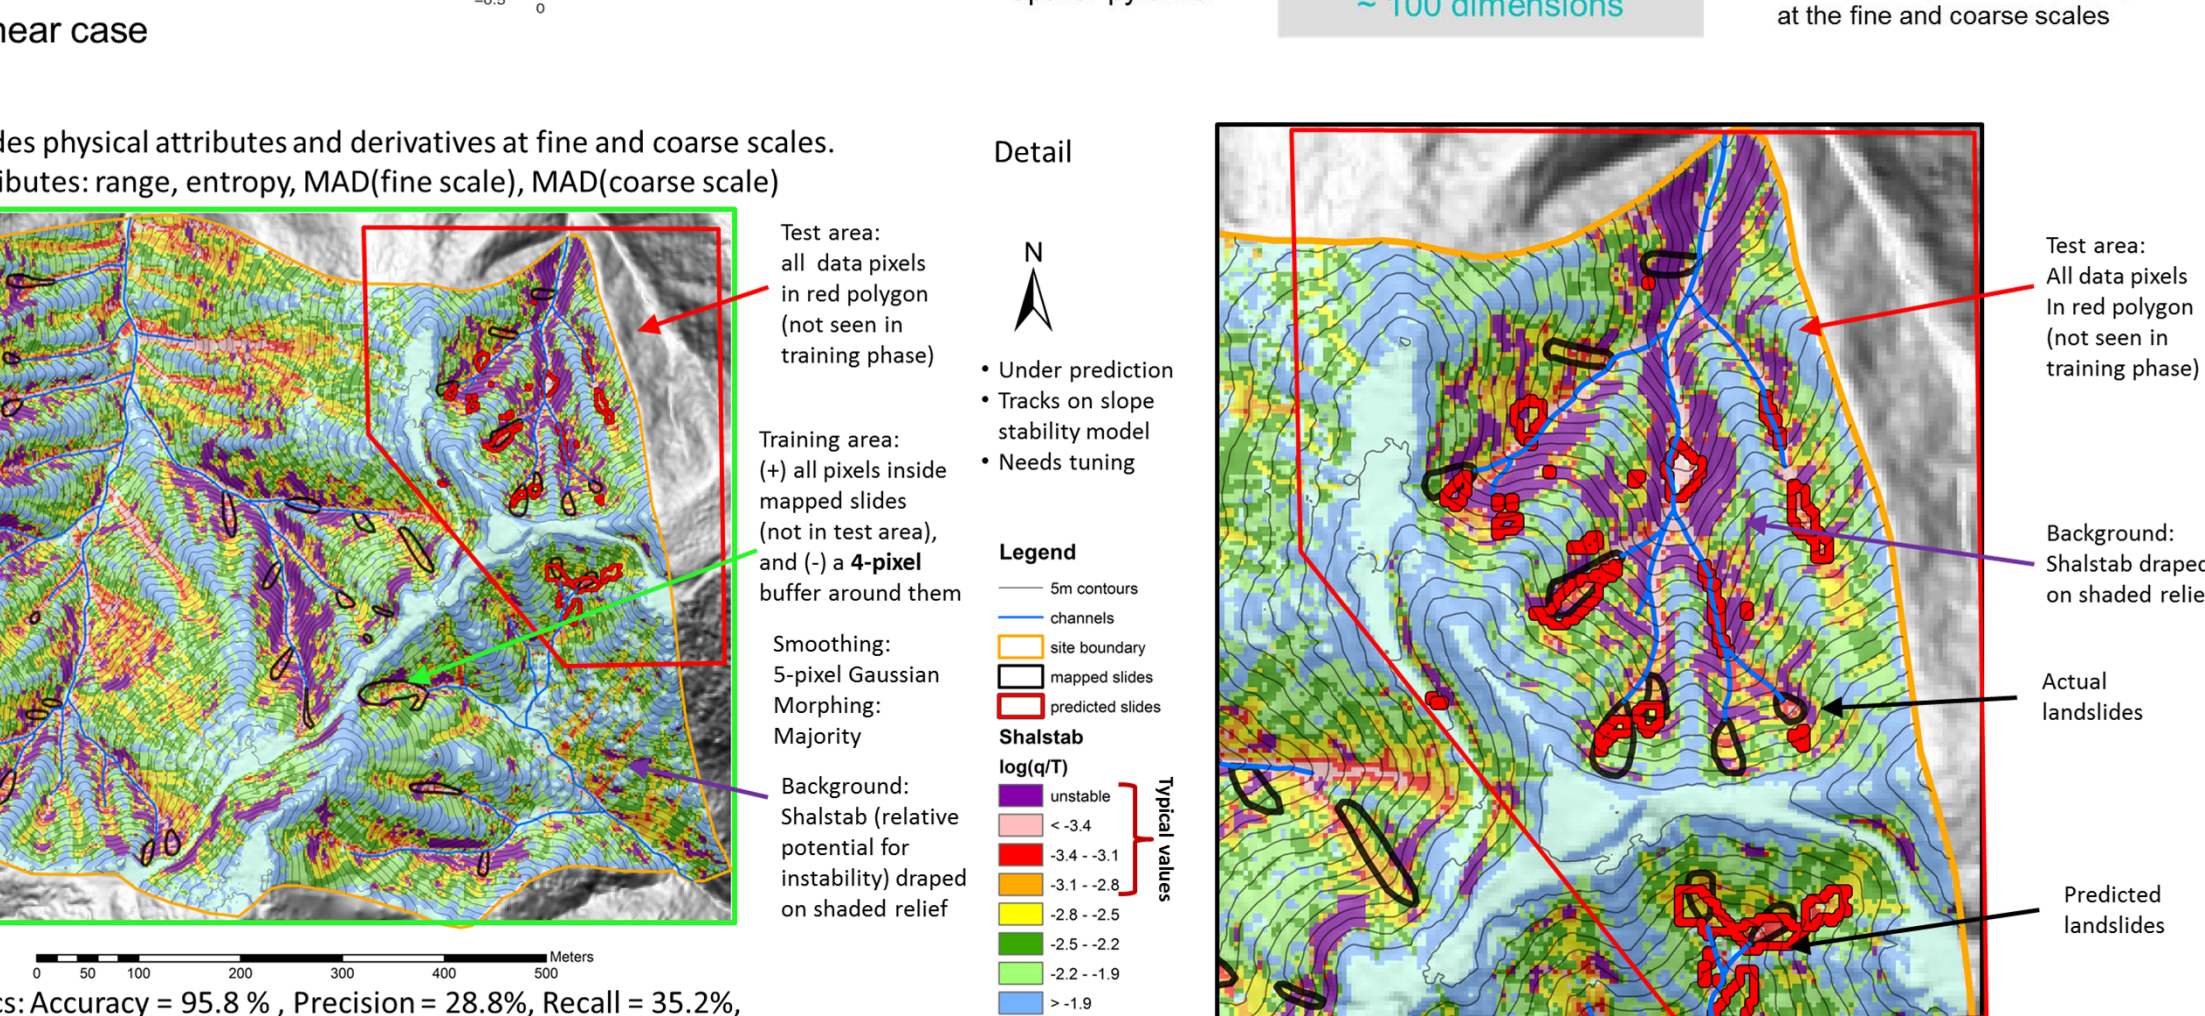 -0.5
0
near case
~ 100 dimensions
at the fine and coarse scales
des physical attributes and derivatives at fine and coarse scales.
ibutes: range, entropy, MAD(fine scale), MAD(coarse scale)
Test area:
all data pixels
in red polygon
(not seen in
training phase)
Training area:
(+) all pixels inside
mapped slides
(not in test area),
and (-) a 4-pixel
buffer around them
Smoothing:
5-pixel Gaussian
Morphing:
Majority
Background:
Shalstab (relative
potential for
instability) draped
on shaded relief
0 50 100 200 300 400 500 Meters
cs: Accuracy = 95.8 % , Precision = 28.8%, Recall = 35.2%,
Detail
N
• Under prediction
• Tracks on slope
stability model
• Needs tuning
Legend
5m contours
channels
site boundary
mapped slides
predicted slides
Shalstab
log(q/T)
unstable
< -3.4
-3.4 - -3.1
-3.1 - -2.8
-2.8 - -2.5
-2.5 - -2.2
-2.2 - -1.9
> -1.9
Typical values
Test area:
All data pixels
In red polygon
(not seen in
training phase)
Background:
Shalstab draped
on shaded relie
Actual
landslides
Predicted
landslides